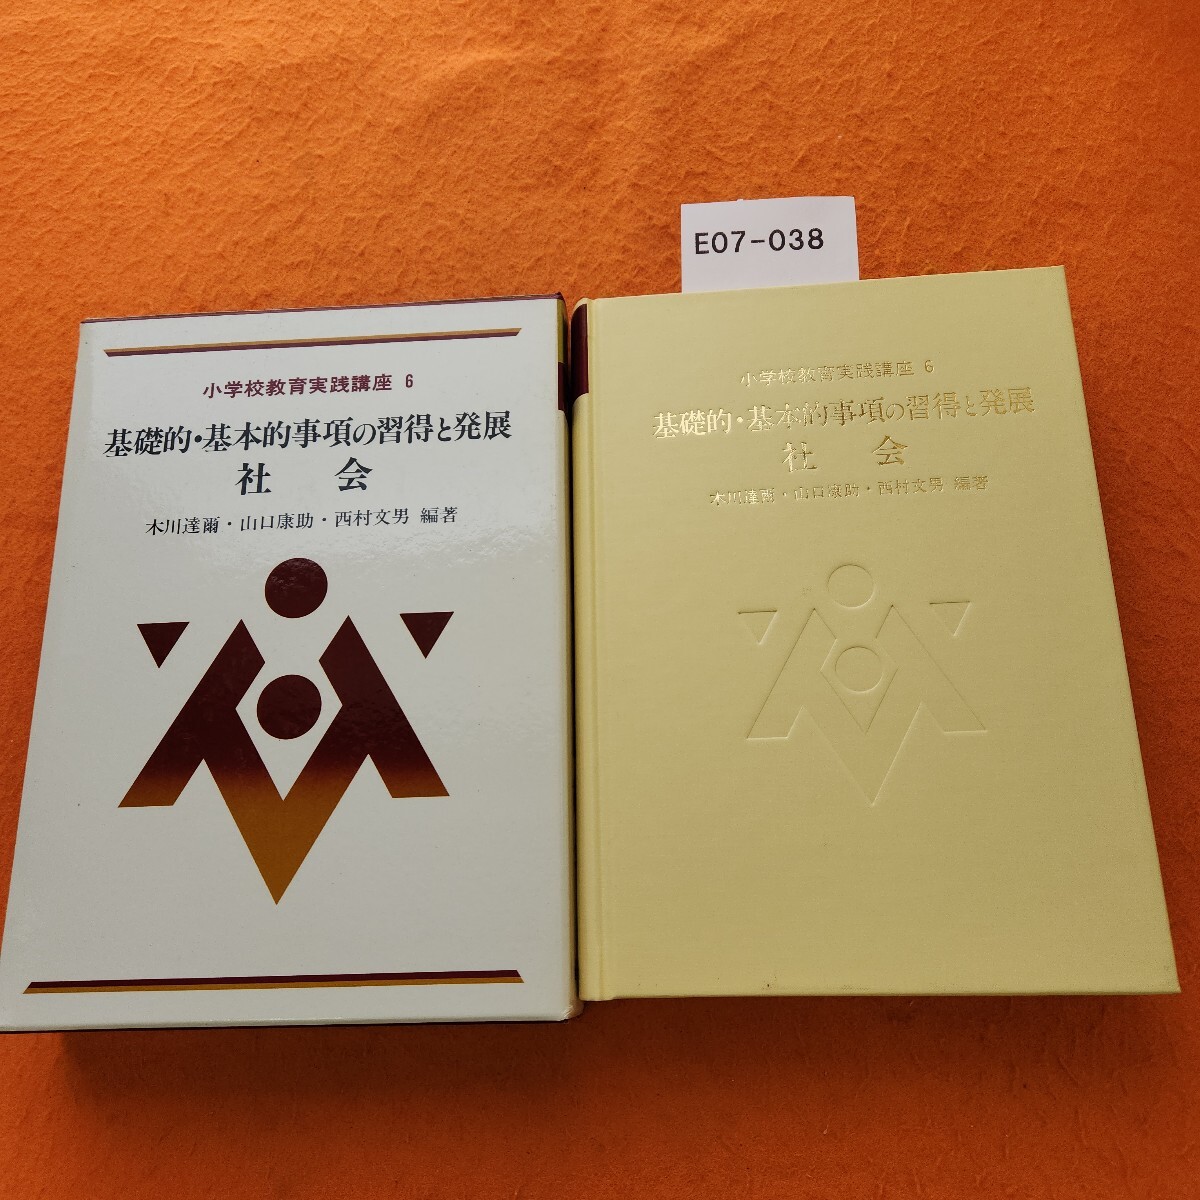 E07-038
小学校教育実践講座 6
基礎的・基本的事項の習得と発展
社 会
木川達爾・山口康助・西村文男 編著
小学校教育実践講座 6
基礎的・基本的事項の習得と発展
社 会
木川達爾・山口康助・西村文男 編著